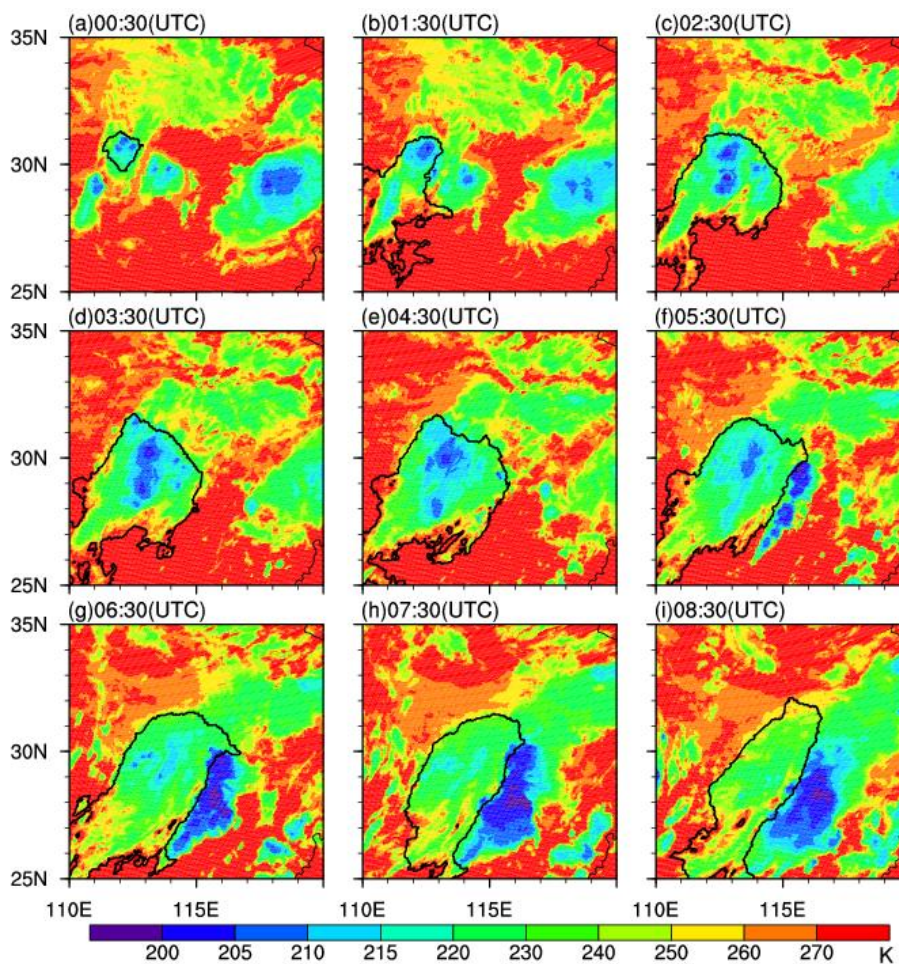 (a)00:30(UTC) (b)01:30(UTC) (c)02:30(UTC)
35N
30N
25N
(d)03:30(UTC) (e)04:30(UTC) (f)05:30(UTC)
35N
30N
25N
(g)06:30(UTC) (h)07:30(UTC) (i)08:30(UTC)
35N
30N
25N
110E 115E 110E 115E 110E 115E
200 205 210 215 220 230 240 250 260 270 K